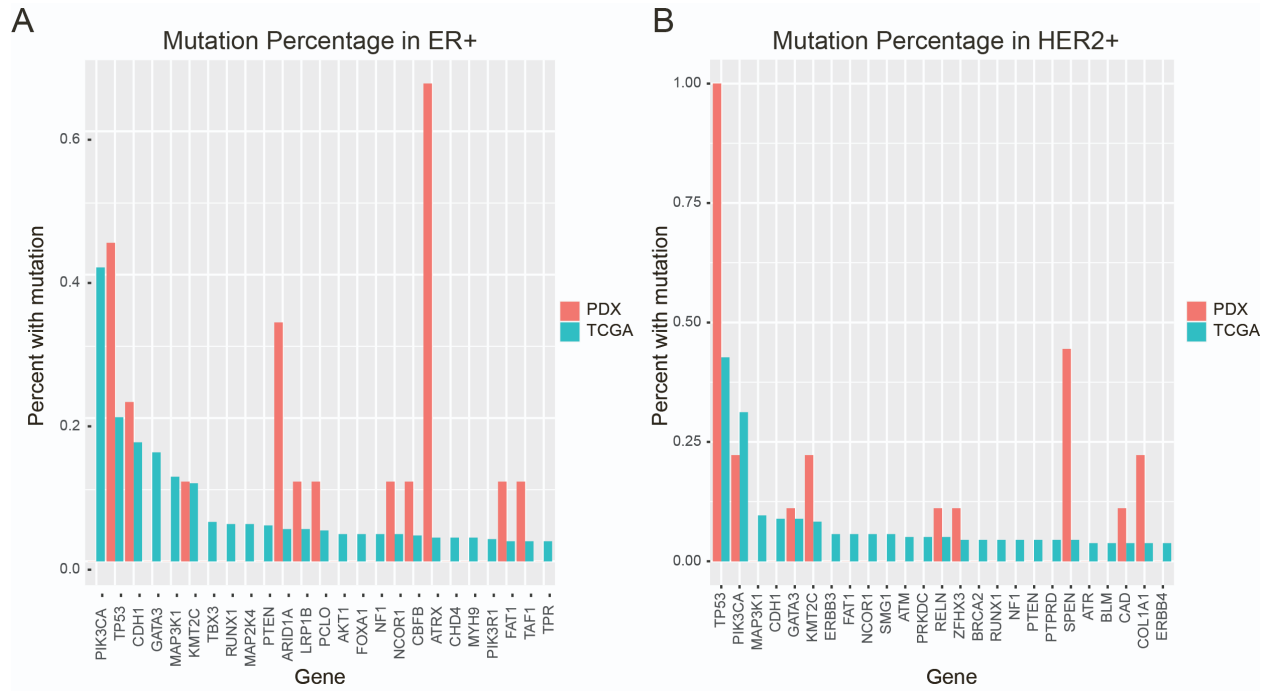 A
Mutation Percentage in ER+
Percent with mutation
0.6
0.4
0.2
0.0
PIK3CA
TP53
CDH1
GATA3
MAP3K1
KMT2C
TBX3
RUNX1
MAP2K4
PTEN
ARID1A
LRP1B
PCLO
AKT1
FOXA1
NF1
NCOR1
CBFB
ATRX
CHD4
MYH9
PIK3R1
FAT1
TAF1
TPR
Gene
PDX
TCGA
B
Mutation Percentage in HER2+
Percent with mutation
1.00
0.75
0.50
0.25
0.00
TP53
PIK3CA
MAP3K1
CDH1
GATA3
KMT2C
ERBB3
FAT1
NCOR1
SMG1
ATM
PRKDC
RELN
ZFHX3
BRCA2
RUNX1
NF1
PTEN
PTPRD
SPEN
ATR
BLM
CAD
COL1A1
ERBB4
Gene
PDX
TCGA